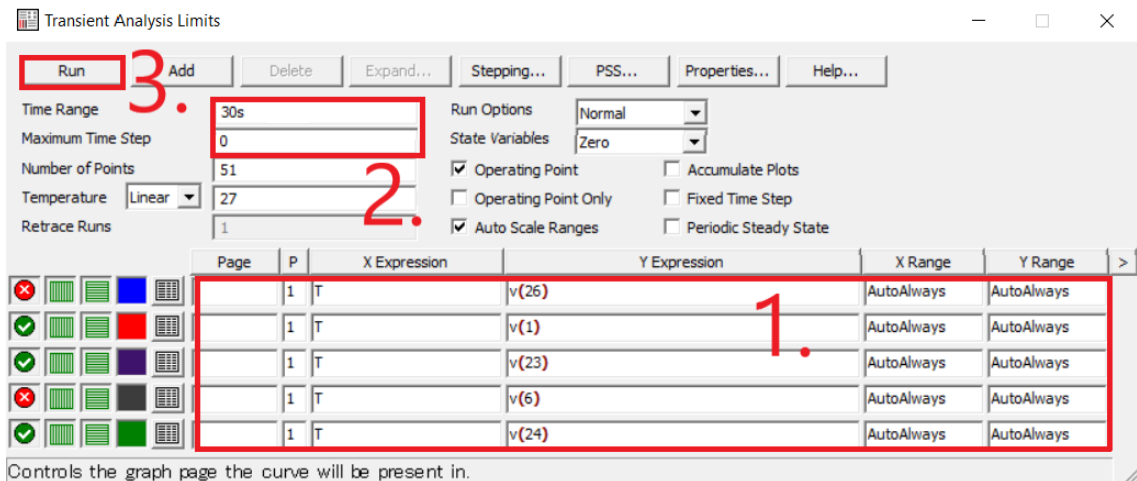 Transient Analysis Limits
Run Add Delete Expand... Stepping... PSS... Properties... Help...
3.
Time Range 30s Run Options Normal
Maximum Time Step 0 State Variables Zero
Number of Points 51 Operating Point Accumulate Plots
Temperature Linear 27 Operating Point Only Fixed Time Step
Retrace Runs 1 Auto Scale Ranges Periodic Steady State
2.
Page P X Expression Y Expression X Range Y Range >
1 T v(26) AutoAlways AutoAlways
1 T v(1) AutoAlways AutoAlways
1.
1 T v(23) AutoAlways AutoAlways
1 T v(6) AutoAlways AutoAlways
1 T v(24) AutoAlways AutoAlways
Controls the graph page the curve will be present in.